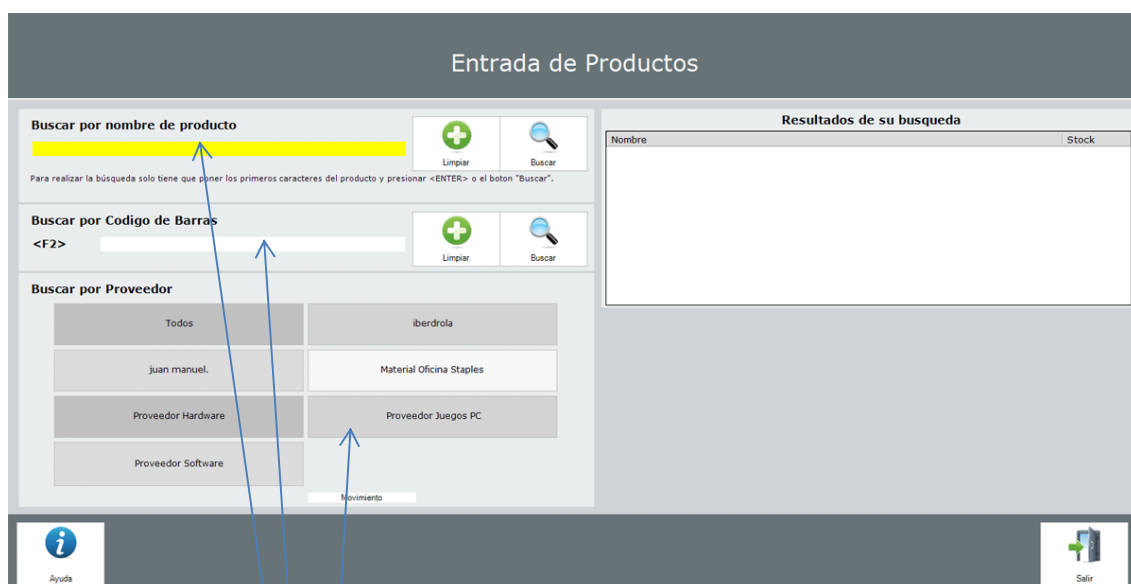 Entrada de Productos
Buscar por nombre de producto
Limpiar
Buscar
Para realizar la búsqueda solo tiene que poner los primeros caracteres del producto y presionar <ENTER> o el boton "Buscar".
Buscar por Codigo de Barras
<F2>
Limpiar
Buscar
Buscar por Proveedor
Todos
iberdrola
juan manuel.
Material Oficina Staples
Proveedor Hardware
Proveedor Juegos PC
Proveedor Software
Movimiento
Resultados de su busqueda
Nombre Stock
Ayuda
Salir